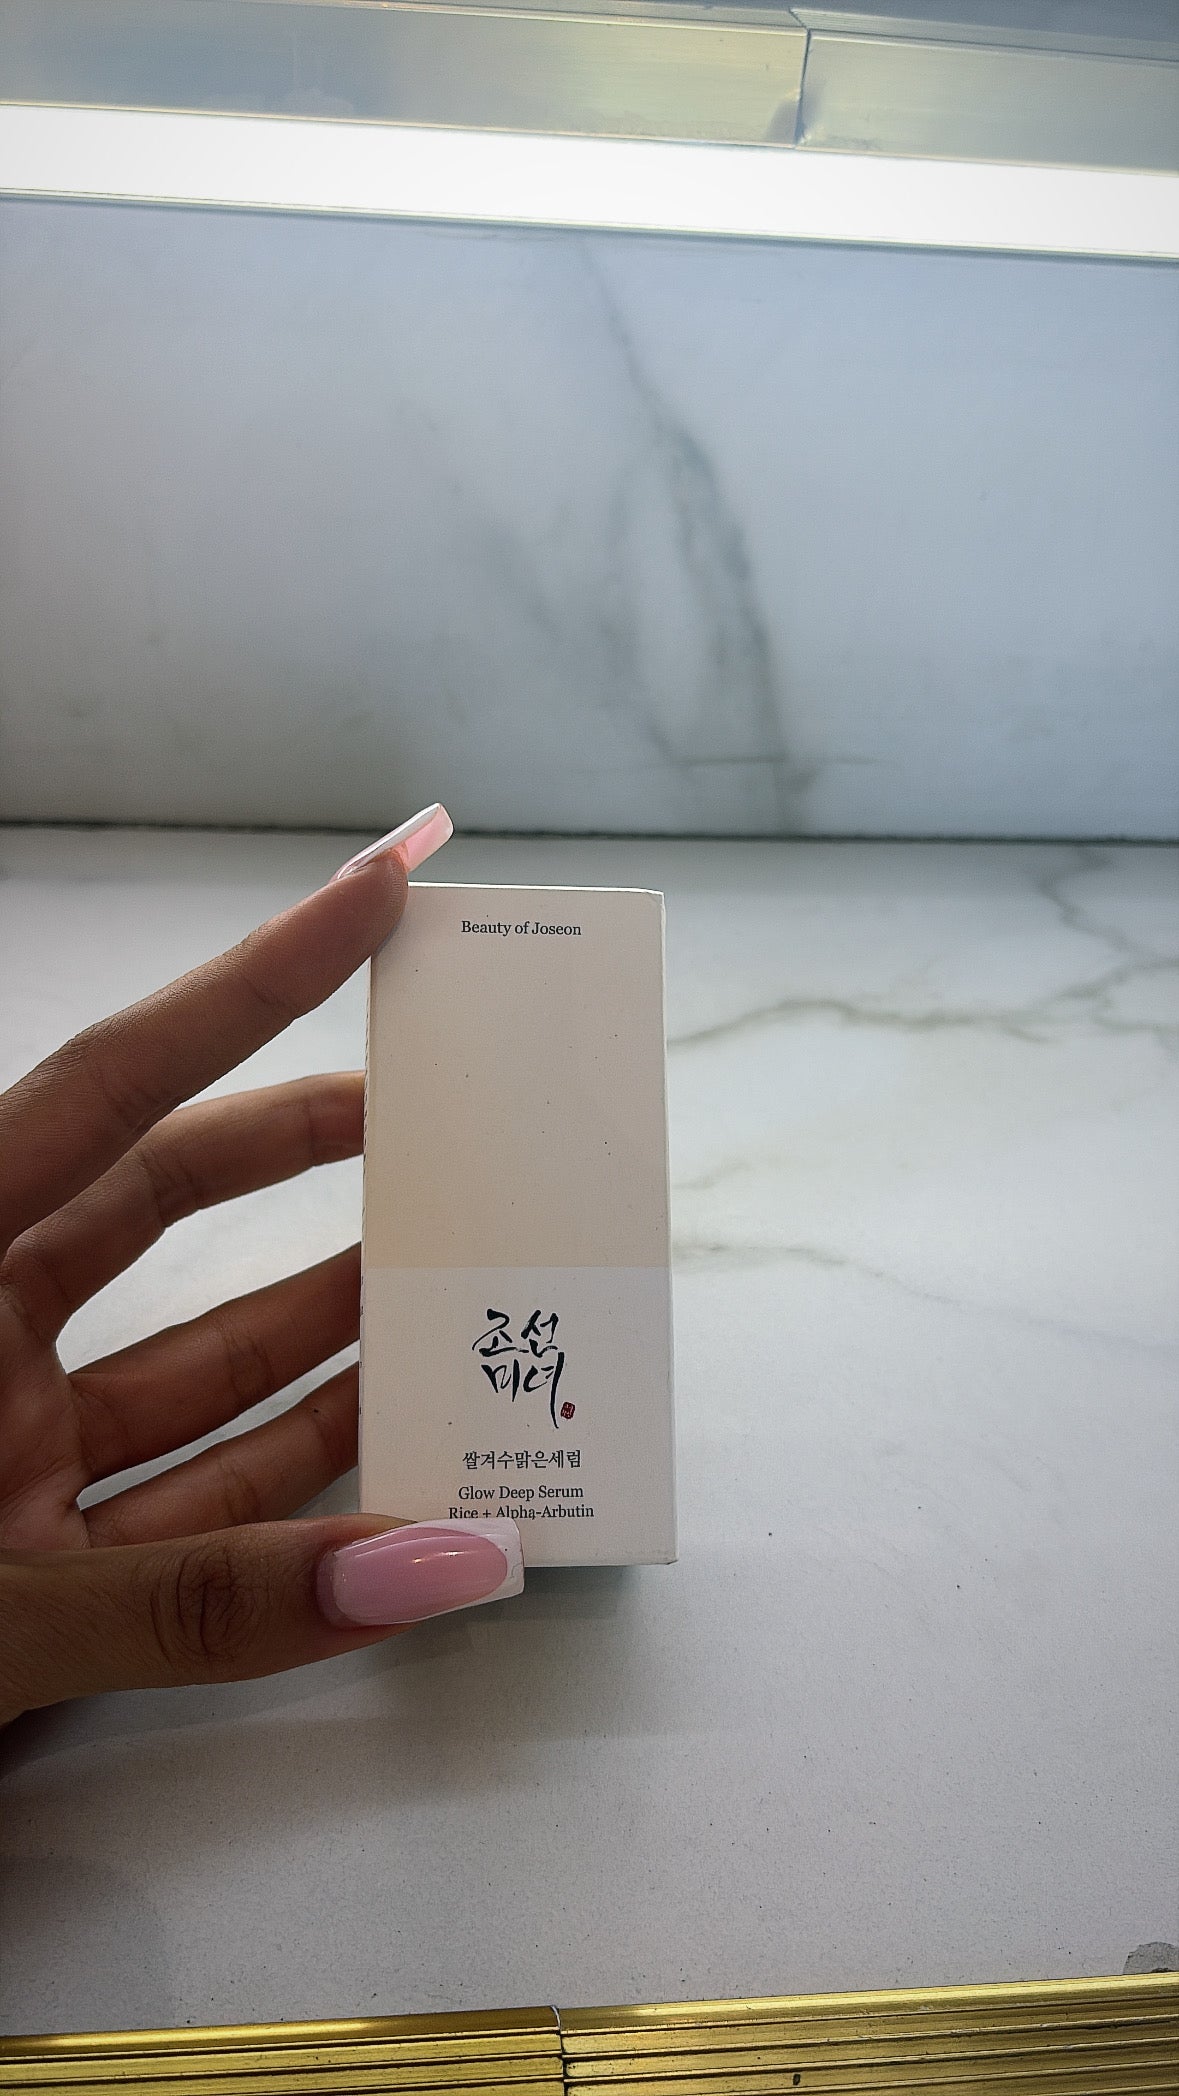 Beauty of Joseon
조선
미녀
쌀겨수맑은세럼
Glow Deep Serum
Rice + Alpha-Arbutin